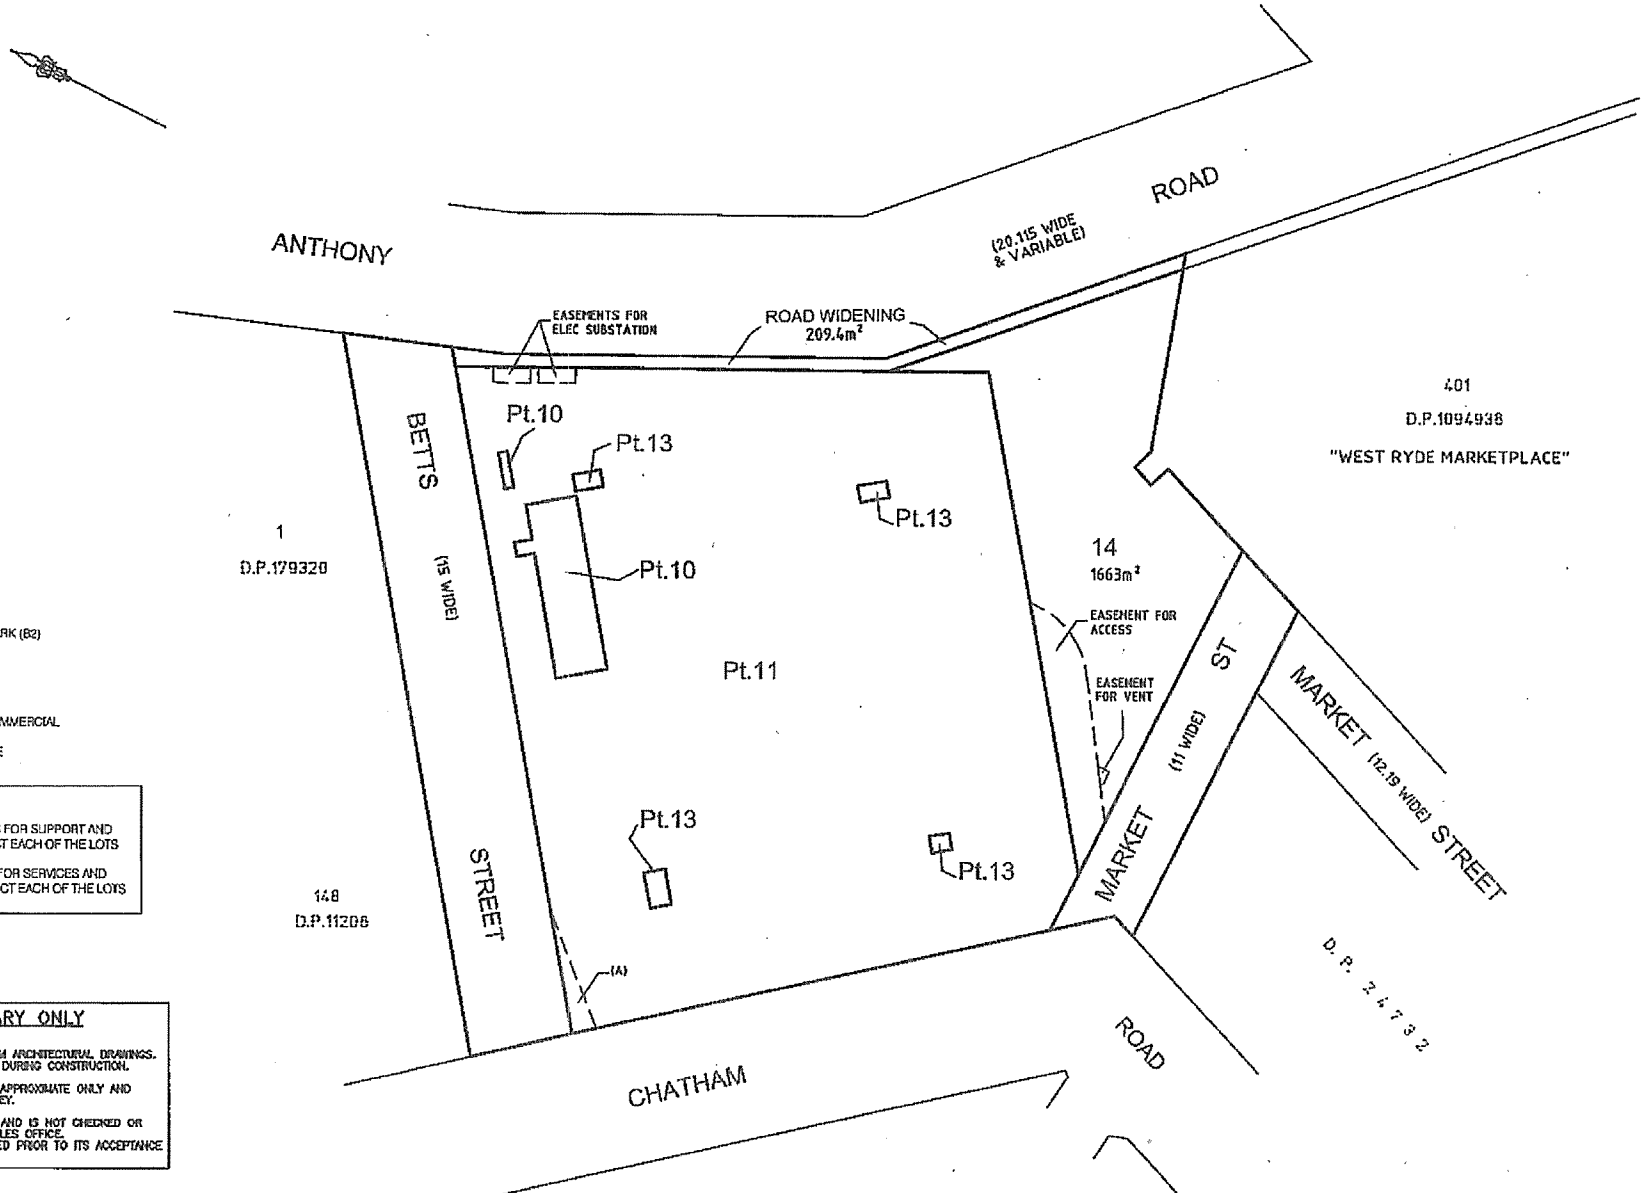 ANTHONY
ROAD
(20.115 WIDE
& VARIABLE)
EASEMENTS FOR
ELEC SUBSTATION
ROAD WIDENING
209.4m²
401
D.P.1094938
"WEST RYDE MARKETPLACE"
Pt.10
Pt.13
Pt.13
BETTS
(15 WIDE)
STREET
1
D.P.179320
Pt.10
14
1663m²
EASEMENT FOR
ACCESS
EASEMENT
FOR VENT
Pt.11
MARKET ST
(11 WIDE)
MARKET (12.19 WIDE) STREET
RK (B2)
MMERCIAL
E
FOR SUPPORT AND
T EACH OF THE LOTS
FOR SERVICES AND
CT EACH OF THE LOTS
Pt.13
Pt.13
148
D.P.11208
(A)
D.P. 24732
ARY ONLY
M ARCHITECTURAL DRAWINGS.
DURING CONSTRUCTION.
APPROXIMATE ONLY AND
EY.
AND IS NOT CHECKED OR
LES OFFICE.
ED PRIOR TO ITS ACCEPTANCE
CHATHAM
ROAD